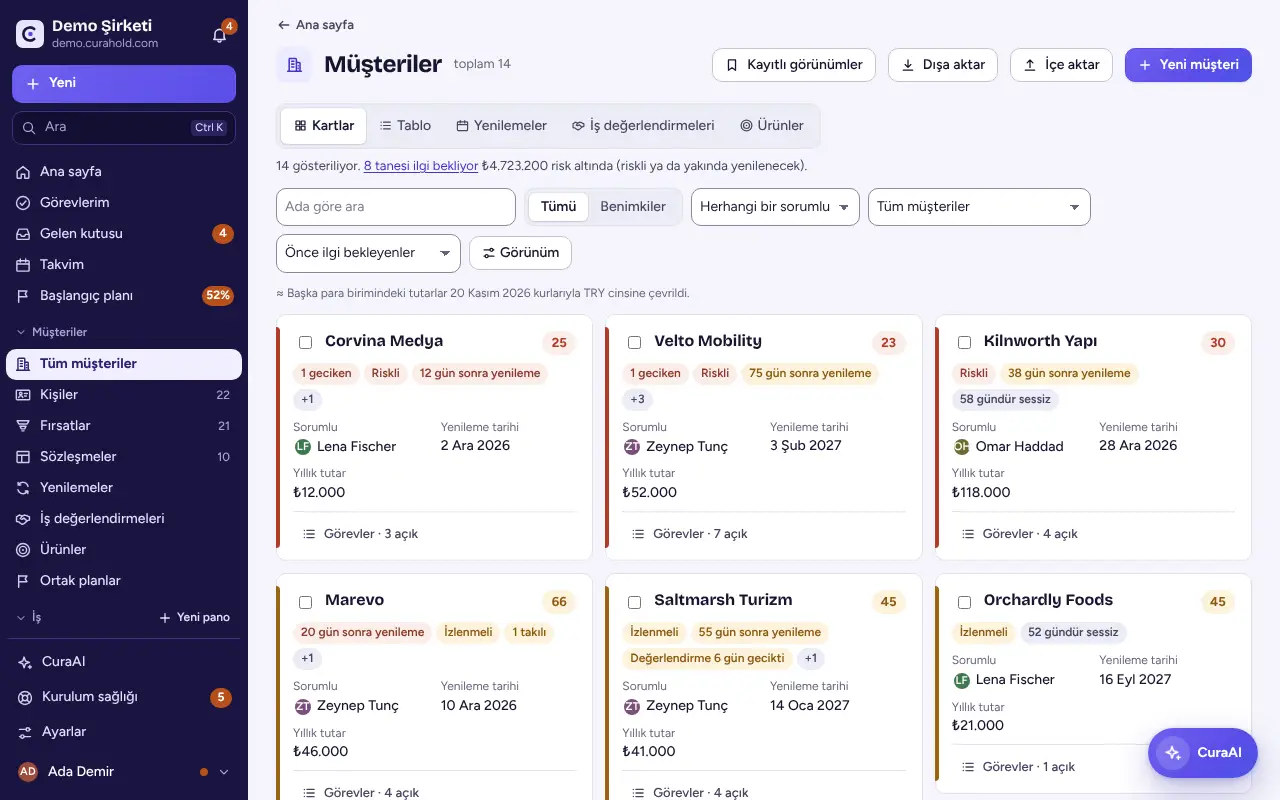 Demo Şirketi
demo.curahold.com
4
Yeni
Ara
Ctrl K
Ana sayfa
Görevlerim
Gelen kutusu
4
Takvim
Başlangıç planı
52%
Müşteriler
Tüm müşteriler
Kişiler
22
Fırsatlar
21
Sözleşmeler
10
Yenilemeler
İş değerlendirmeleri
Ürünler
Ortak planlar
İş
Yeni pano
CuraAI
Kurulum sağlığı
5
Ayarlar
AD
Ada Demir
Ana sayfa
Müşteriler
toplam 14
Kayıtlı görünümler
Dışa aktar
İçe aktar
Yeni müşteri
Kartlar
Tablo
Yenilemeler
İş değerlendirmeleri
Ürünler
14 gösteriliyor. 8 tanesi ilgi bekliyor ₺4.723.200 risk altında (riskli ya da yakında yenilenecek).
Ada göre ara
Tümü
Benimkiler
Herhangi bir sorumlu
Tüm müşteriler
Önce ilgi bekleyenler
Görünüm
≈ Başka para birimindeki tutarlar 20 Kasım 2026 kurlarıyla TRY cinsine çevrildi.
Corvina Medya
25
1 geciken
Riskli
12 gün sonra yenileme
+1
Sorumlu
Yenileme tarihi
LF
Lena Fischer
2 Ara 2026
Yıllık tutar
₺12.000
Görevler · 3 açık
Velto Mobility
23
1 geciken
Riskli
75 gün sonra yenileme
+3
Sorumlu
Yenileme tarihi
ZT
Zeynep Tunç
3 Şub 2027
Yıllık tutar
₺52.000
Görevler · 7 açık
Kilnworth Yapı
30
Riskli
38 gün sonra yenileme
58 gündür sessiz
Sorumlu
Yenileme tarihi
OH
Omar Haddad
28 Ara 2026
Yıllık tutar
₺118.000
Görevler · 4 açık
Marevo
66
20 gün sonra yenileme
İzlenmeli
1 takılı
+1
Sorumlu
Yenileme tarihi
ZT
Zeynep Tunç
10 Ara 2026
Yıllık tutar
₺46.000
Görevler · 4 açık
Saltmarsh Turizm
45
İzlenmeli
55 gün sonra yenileme
Değerlendirme 6 gün gecikti
+1
Sorumlu
Yenileme tarihi
ZT
Zeynep Tunç
14 Oca 2027
Yıllık tutar
₺41.000
Görevler · 4 açık
Orchardly Foods
45
İzlenmeli
52 gündür sessiz
Sorumlu
Yenileme tarihi
LF
Lena Fischer
16 Eyl 2027
Yıllık tutar
₺21.000
Görevler · 1 açık
CuraAI